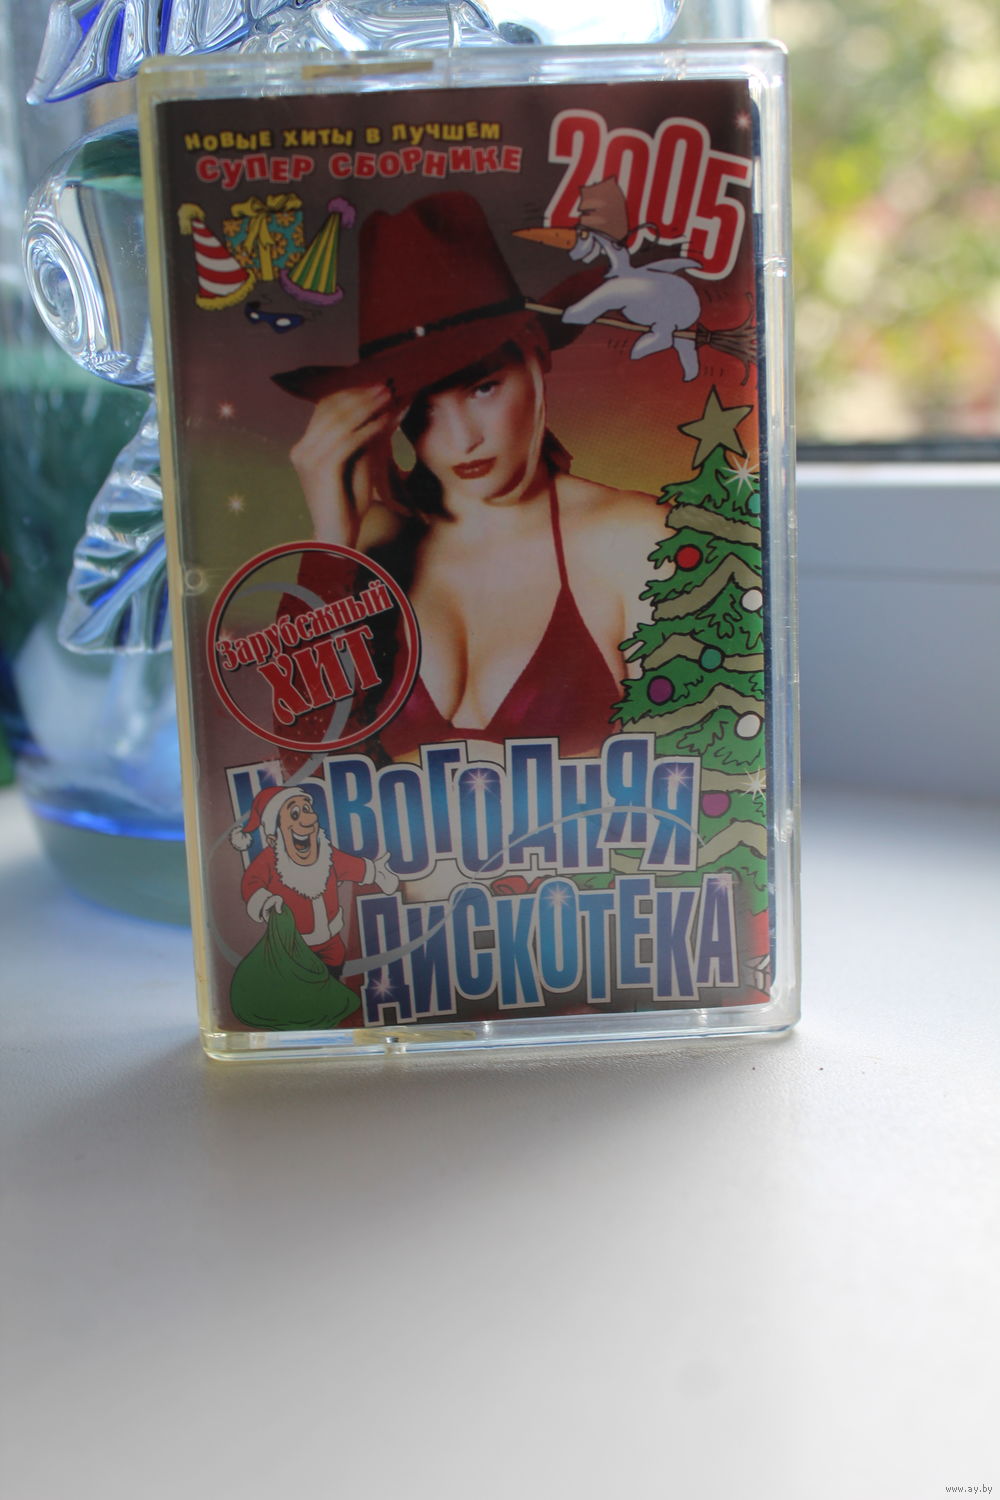 НОВЫЕ ХИТЫ В ЛУЧШЕМ
СУПЕР СБОРНИКЕ
2005
Зарубежный
ХИТ
НОВОГОДНЯЯ
ДИСКОТЕКА
www.ay.by